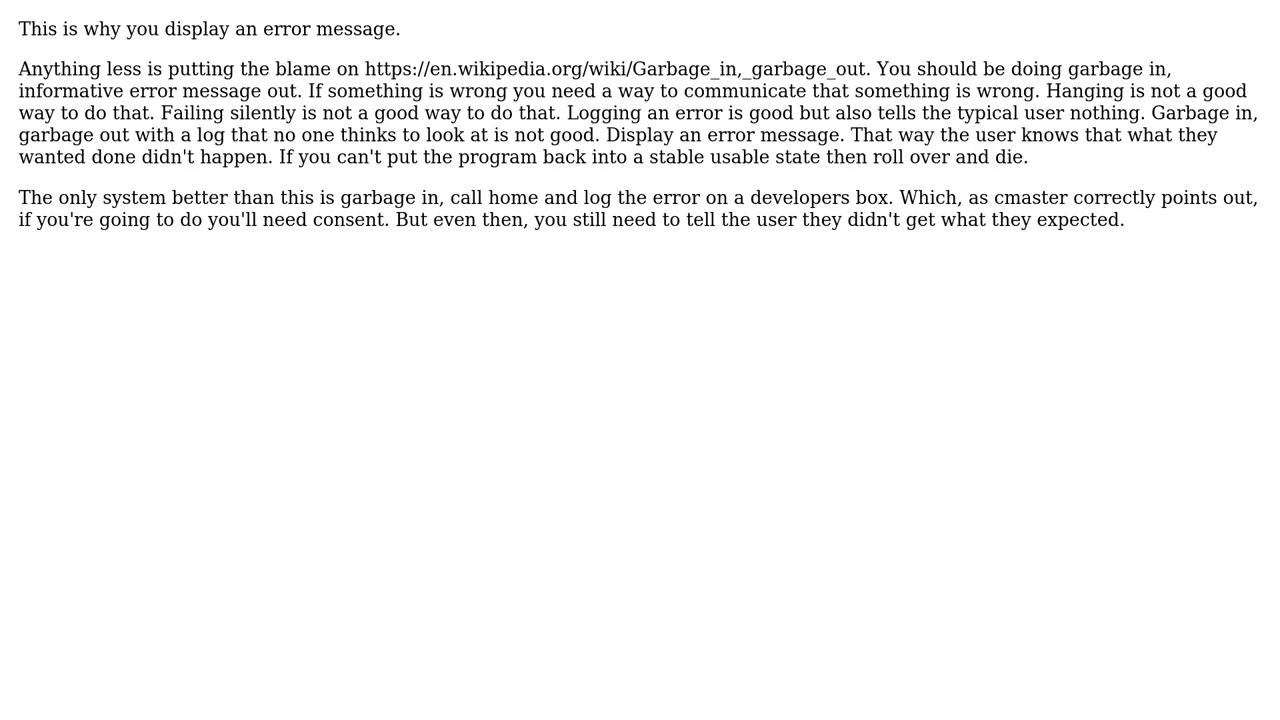 This is why you display an error message.
Anything less is putting the blame on https://en.wikipedia.org/wiki/Garbage_in,_garbage_out. You should be doing garbage in,
informative error message out. If something is wrong you need a way to communicate that something is wrong. Hanging is not a good
way to do that. Failing silently is not a good way to do that. Logging an error is good but also tells the typical user nothing. Garbage in,
garbage out with a log that no one thinks to look at is not good. Display an error message. That way the user knows that what they
wanted done didn't happen. If you can't put the program back into a stable usable state then roll over and die.
The only system better than this is garbage in, call home and log the error on a developers box. Which, as cmaster correctly points out,
if you're going to do you'll need consent. But even then, you still need to tell the user they didn't get what they expected.